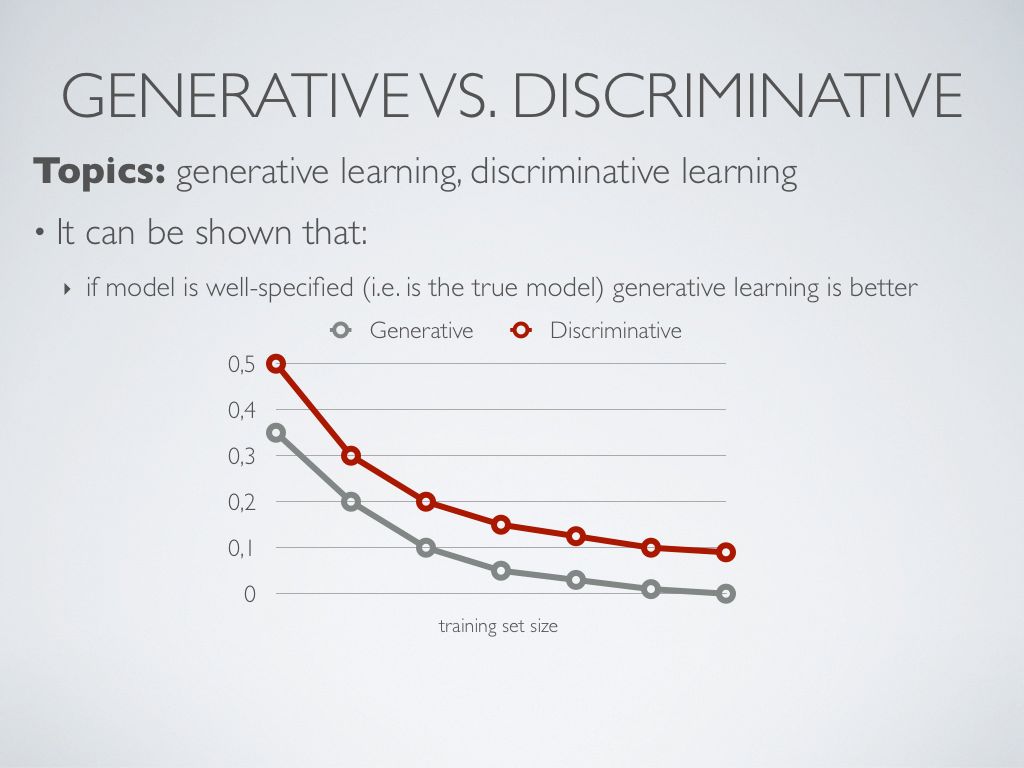 GENERATIVE VS. DISCRIMINATIVE
Topics: generative learning, discriminative learning
• It can be shown that:
‣ if model is well-specified (i.e. is the true model) generative learning is better
Generative Discriminative
0,5
0,4
0,3
0,2
0,1
0
training set size